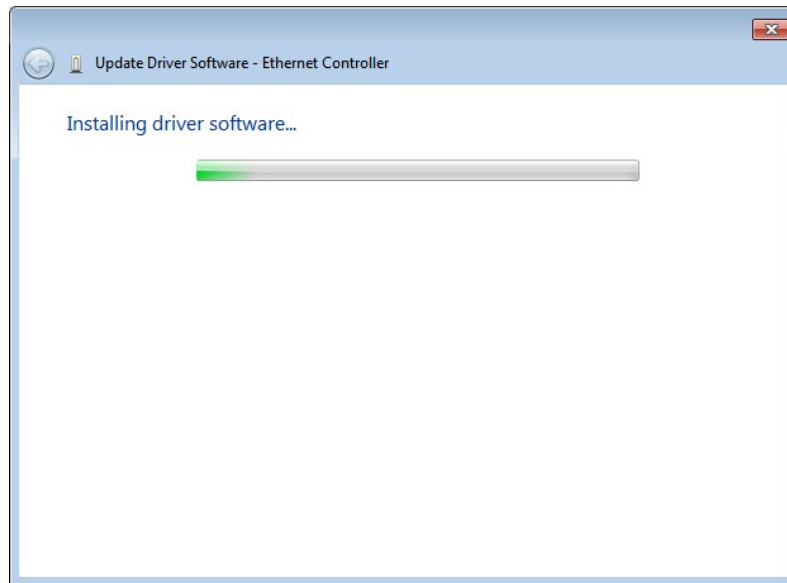 Update Driver Software - Ethernet Controller
Installing driver software...